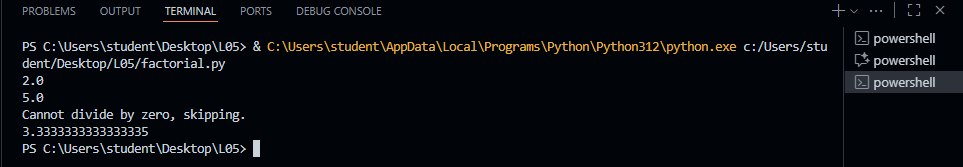 PROBLEMS OUTPUT TERMINAL PORTS DEBUG CONSOLE
PS C:\Users\student\Desktop\L05> & C:\Users\student\AppData\Local\Programs\Python\Python312\python.exe c:/Users/stu
dent/Desktop/L05/factorial.py
2.0
5.0
Cannot divide by zero, skipping.
3.3333333333333335
PS C:\Users\student\Desktop\L05>
powershell
powershell
powershell